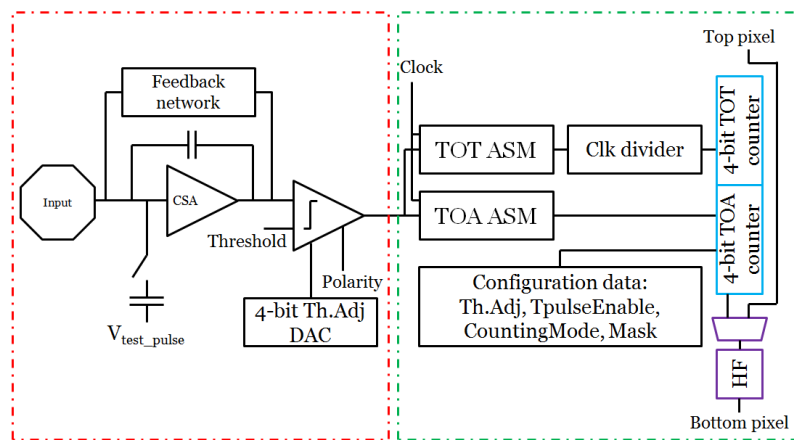 Top pixel
Clock
Feedback
network
4-bit TOT
counter
TOT ASM
Clk divider
Input
CSA
TOA ASM
4-bit TOA
counter
Threshold
Polarity
Configuration data:
Th.Adj, TpulseEnable,
CountingMode, Mask
4-bit Th.Adj
DAC
Vtest_pulse
HF
Bottom pixel